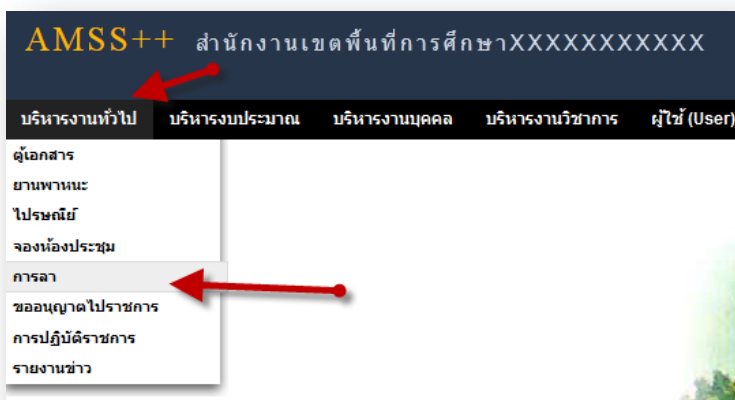 AMSS++ สำนักงานเขตพื้นที่การศึกษาXXXXXXXXXXX
บริหารงานทั่วไป บริหารงบประมาณ บริหารงานบุคคล บริหารงานวิชาการ ผู้ใช้ (User)
ตู้เอกสาร
ยานพาหนะ
ไปรษณีย์
จองห้องประชุม
การลา
ขออนุญาตไปราชการ
การปฏิบัติราชการ
รายงานข่าว